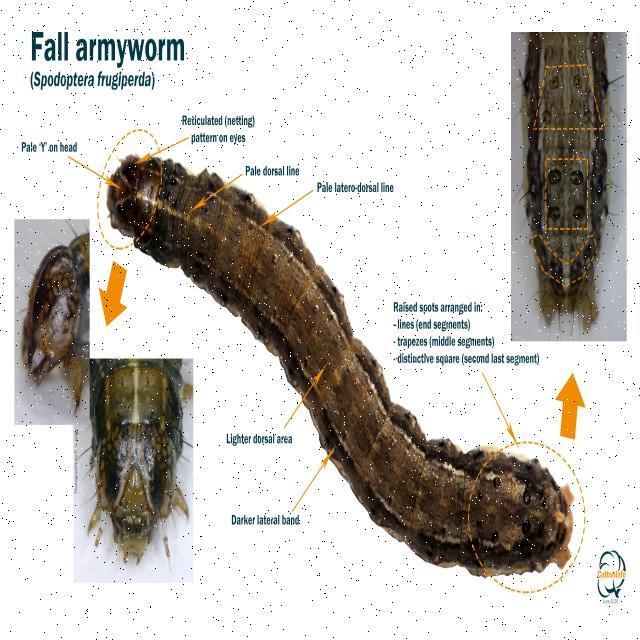 Fall armyworm
(Spodoptera frugiperda)
Reticulated (netting)
pattern on eyes
Pale 'Y' on head
Pale dorsal line
Pale latero-dorsal line
Raised spots arranged in:
- lines (end segments)
- trapezes (middle segments)
- distinctive square (second last segment)
Lighter dorsal area
Darker lateral band
CottonInfo